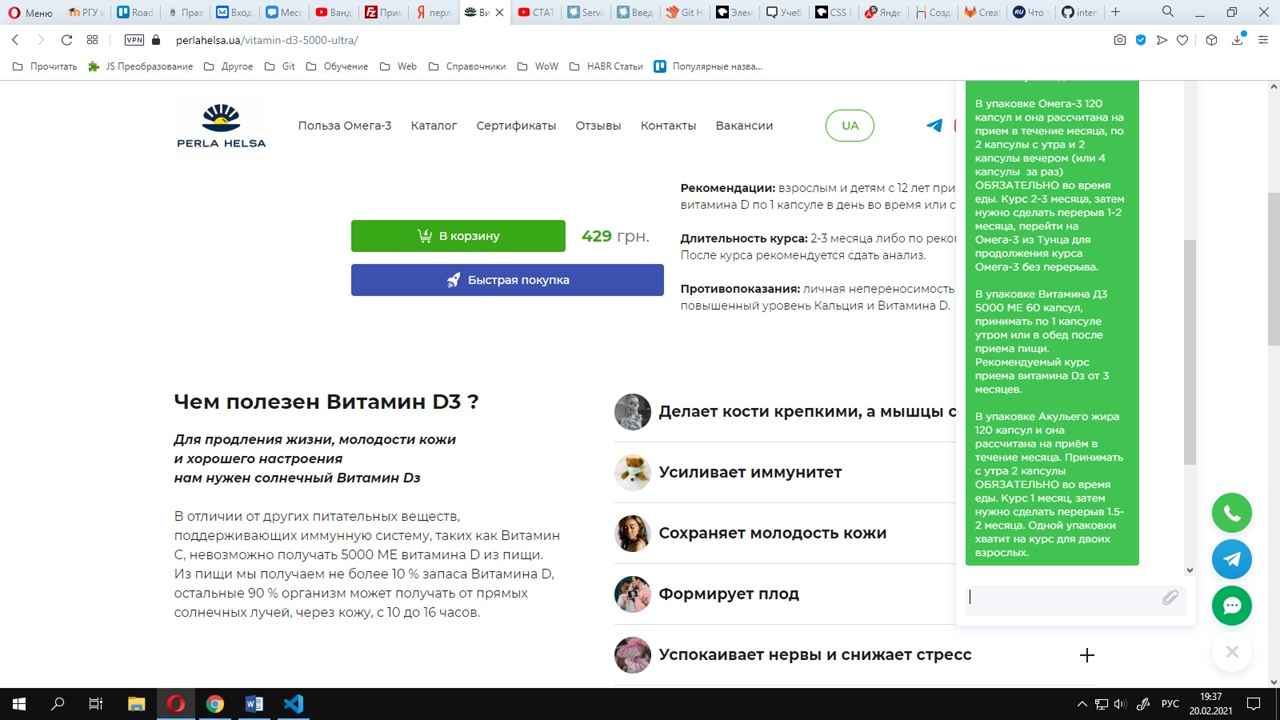 Меню
РГУ и
Road
Прав
Вход
Месс
Ванд
Прим
перл
Ви
СТАТ
Servic
Введ
Git H
Элем
Учеб
CSS К
Янде
Созд
Creat
Что т
inter
VPN
perlahelsa.ua/vitamin-d3-5000-ultra/
Прочитать
JS Преобразование
Другое
Git
Обучение
Web
Справочники
WoW
HABR Статьи
Популярные назва...
PERLA HELSA
Польза Омега-3
Каталог
Сертификаты
Отзывы
Контакты
Вакансии
UA
В корзину
429 грн.
Быстрая покупка
Рекомендации: взрослым и детям с 12 лет при
витамина D по 1 капсуле в день во время или с
Длительность курса: 2-3 месяца либо по реко
После курса рекомендуется сдать анализ.
Противопоказания: личная непереносимость
повышенный уровень Кальция и Витамина D.
Чем полезен Витамин D3 ?
Для продления жизни, молодости кожи
и хорошего настроения
нам нужен солнечный Витамин D3
В отличии от других питательных веществ,
поддерживающих иммунную систему, таких как Витамин
С, невозможно получать 5000 МЕ витамина D из пищи.
Из пищи мы получаем не более 10 % запаса Витамина D,
остальные 90 % организм может получать от прямых
солнечных лучей, через кожу, с 10 до 16 часов.
Делает кости крепкими, а мышцы с
Усиливает иммунитет
Сохраняет молодость кожи
Формирует плод
Успокаивает нервы и снижает стресс
В упаковке Омега-3 120
капсул и она рассчитана на
прием в течение месяца, по
2 капсулы с утра и 2
капсулы вечером (или 4
капсулы за раз)
ОБЯЗАТЕЛЬНО во время
еды. Курс 2-3 месяца, затем
нужно сделать перерыв 1-2
месяца, перейти на
Омега-3 из Тунца для
продолжения курса
Омега-3 без перерыва.
В упаковке Витамина Д3
5000 МЕ 60 капсул,
принимать по 1 капсуле
утром или в обед после
приема пищи.
Рекомендуемый курс
приема витамина D3 от 3
месяцев.
В упаковке Акульего жира
120 капсул и она
рассчитана на приём в
течение месяца. Принимать
с утра 2 капсулы
ОБЯЗАТЕЛЬНО во время
еды. Курс 1 месяц, затем
нужно сделать перерыв 1.5-
2 месяца. Одной упаковки
хватит на курс для двоих
взрослых.
РУС
19:37
20.02.2021